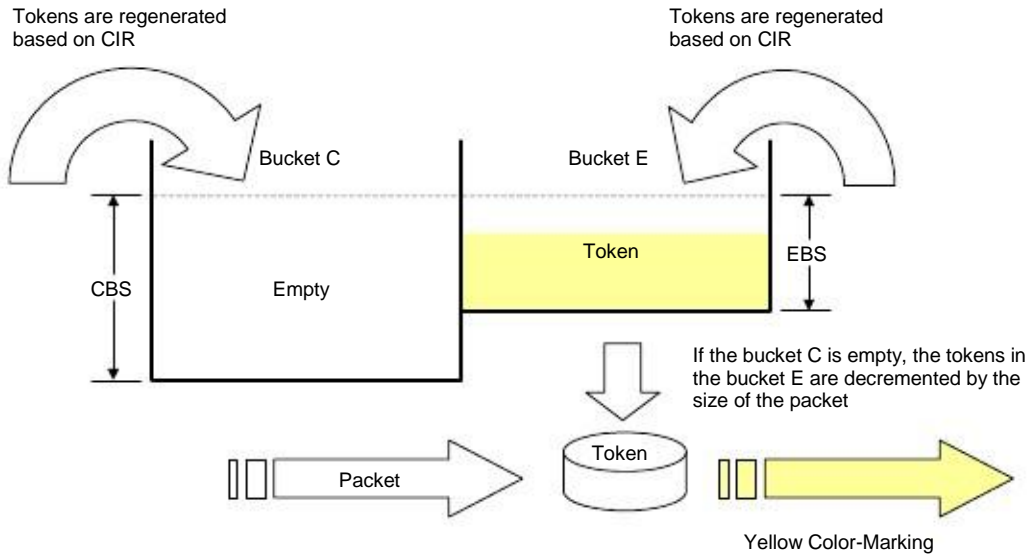 Tokens are regenerated
based on CIR
Tokens are regenerated
based on CIR
Bucket C
Bucket E
CBS
Empty
Token
EBS
If the bucket C is empty, the tokens in
the bucket E are decremented by the
size of the packet
Packet
Token
Yellow Color-Marking